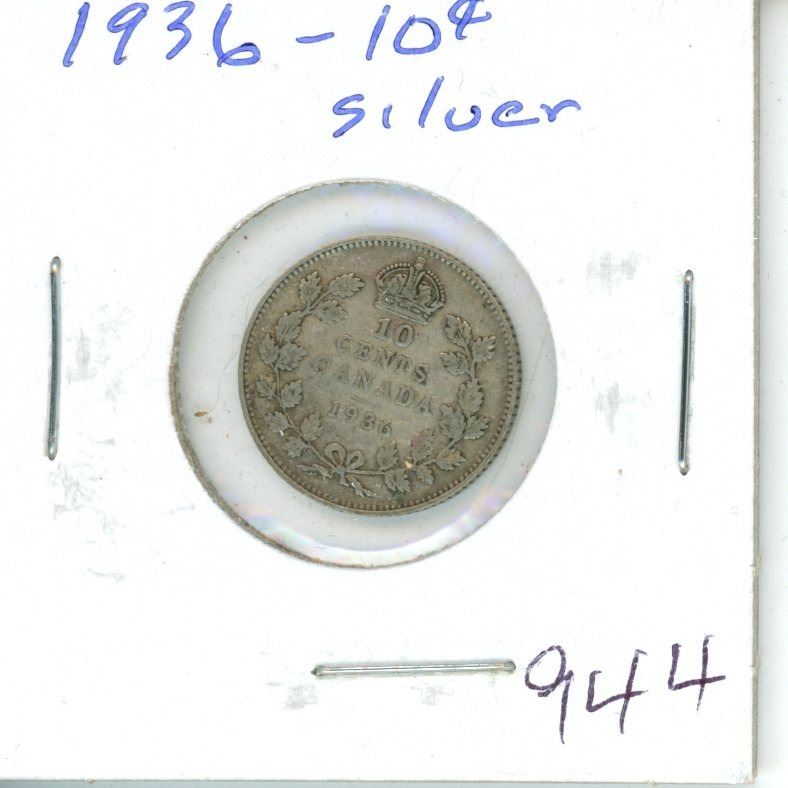 1936 - 10¢
silver
10
CENTS
CANADA
1936
944